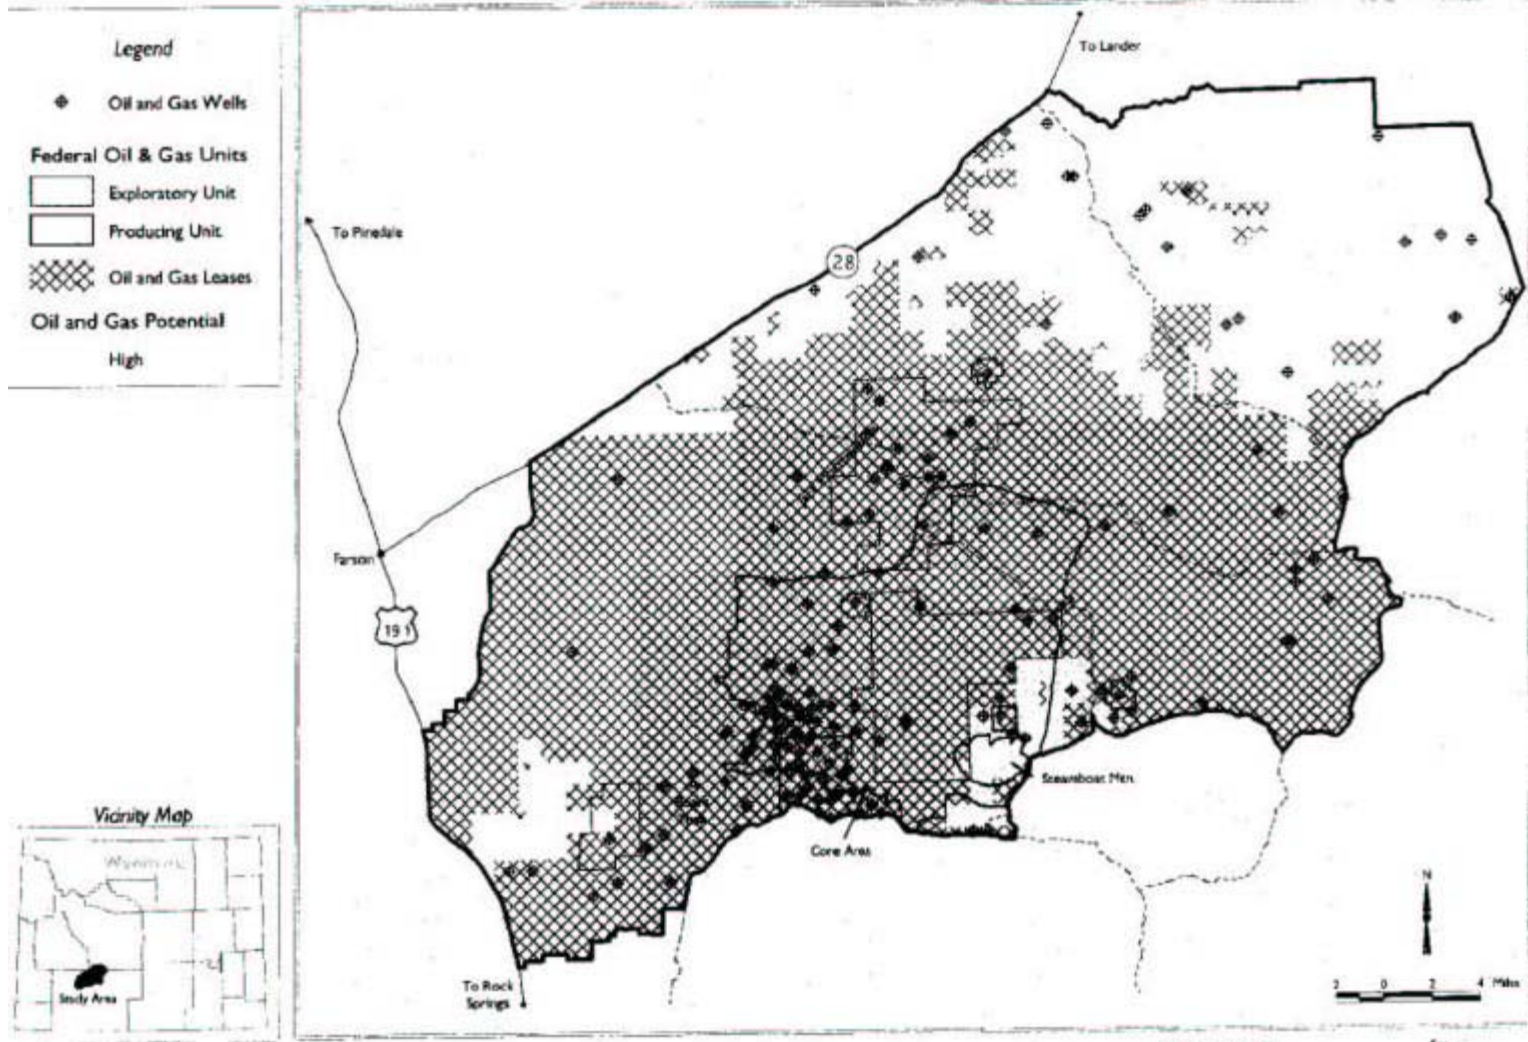 Legend
Oil and Gas Wells
Federal Oil & Gas Units
Exploratory Unit
Producing Unit
Oil and Gas Leases
Oil and Gas Potential
High
To Lander
To Pinedale
28
Farson
191
Steamboat Mtn.
Core Area
To Rock
Springs
Vicinity Map
Wyoming
Study Area
N
2 0 2 4 Miles